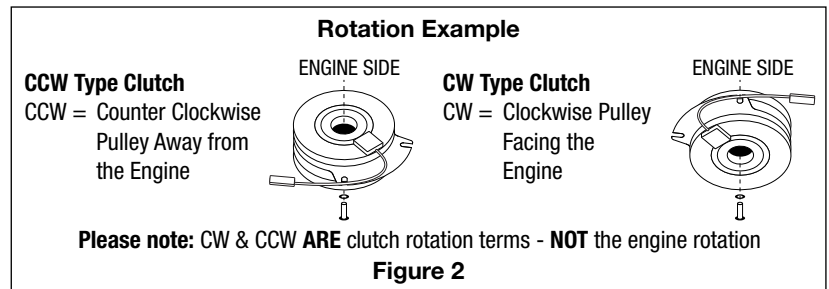 Rotation Example
CCW Type Clutch
CCW = Counter Clockwise
Pulley Away from
the Engine
ENGINE SIDE
CW Type Clutch
CW = Clockwise Pulley
Facing the
Engine
ENGINE SIDE
Please note: CW & CCW ARE clutch rotation terms - NOT the engine rotation
Figure 2